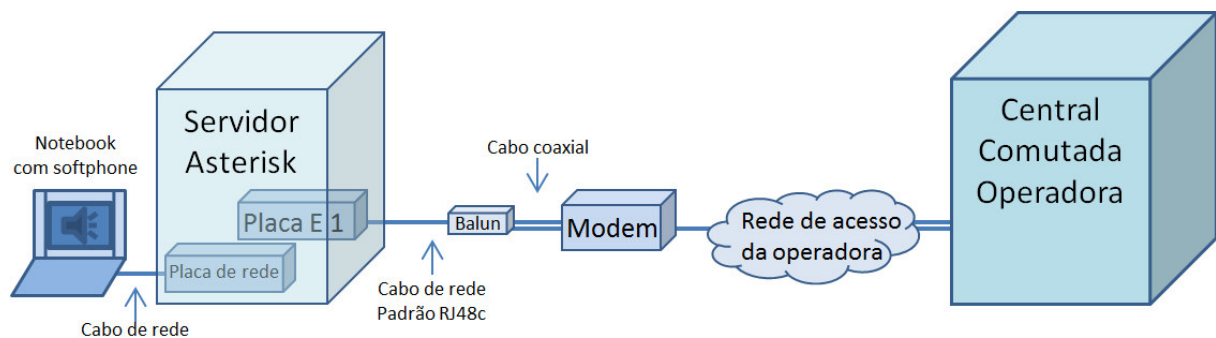 Notebook
com softphone
Servidor
Asterisk
Placa E 1
Placa de rede
Cabo de rede
Cabo de rede
Padrão RJ48c
Balun
Cabo coaxial
Modem
Rede de acesso
da operadora
Central
Comutada
Operadora